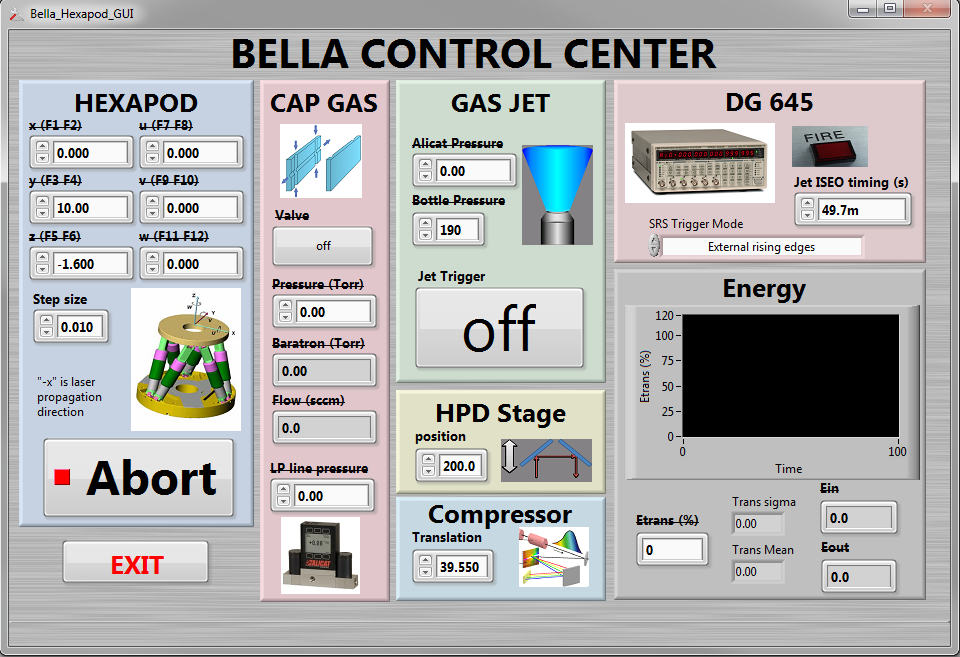 Bella_Hexapod_GUI
BELLA CONTROL CENTER
HEXAPOD
x (F1 F2)
u (F7 F8)
0.000
0.000
y (F3 F4)
v (F9 F10)
10.00
0.000
z (F5 F6)
w (F11 F12)
-1.600
0.000
Step size
0.010
"-x" is laser
propagation
direction
Abort
EXIT
CAP GAS
Valve
off
Pressure (Torr)
0.00
Baratron (Torr)
0.00
Flow (sccm)
0.0
LP line pressure
0.00
ALICAT
GAS JET
Alicat Pressure
0.00
Bottle Pressure
190
Jet Trigger
off
HPD Stage
position
200.0
Compressor
Translation
39.550
DG 645
FIRE
Jet ISEO timing (s)
49.7m
SRS Trigger Mode
External rising edges
Energy
120
100
75
50
25
0
Etrans (%)
0
100
Time
Etrans (%)
0
Trans sigma
0.00
Trans Mean
0.00
Ein
0.0
Eout
0.0